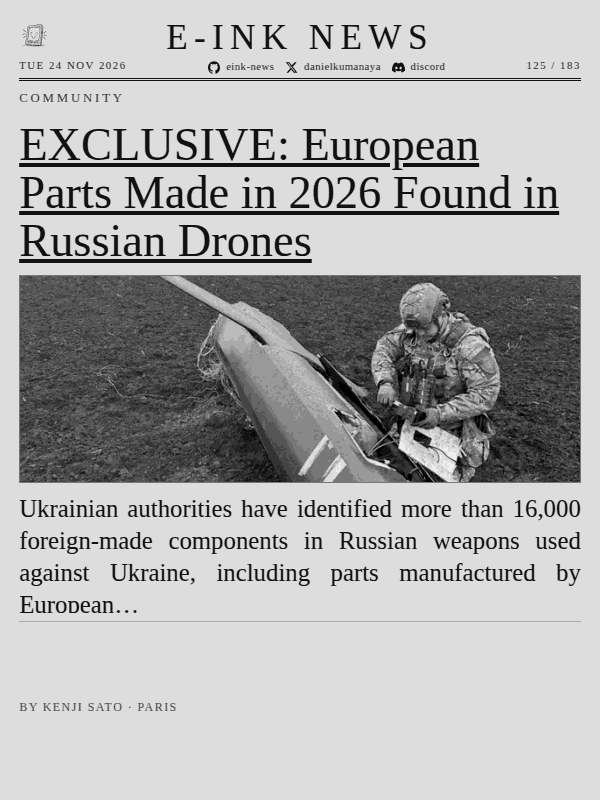 E-INK NEWS
TUE 24 NOV 2026
eink-news
danielkumanaya
discord
125 / 183
COMMUNITY
EXCLUSIVE: European
Parts Made in 2026 Found in
Russian Drones
Ukrainian authorities have identified more than 16,000
foreign-made components in Russian weapons used
against Ukraine, including parts manufactured by
European…
BY KENJI SATO · PARIS